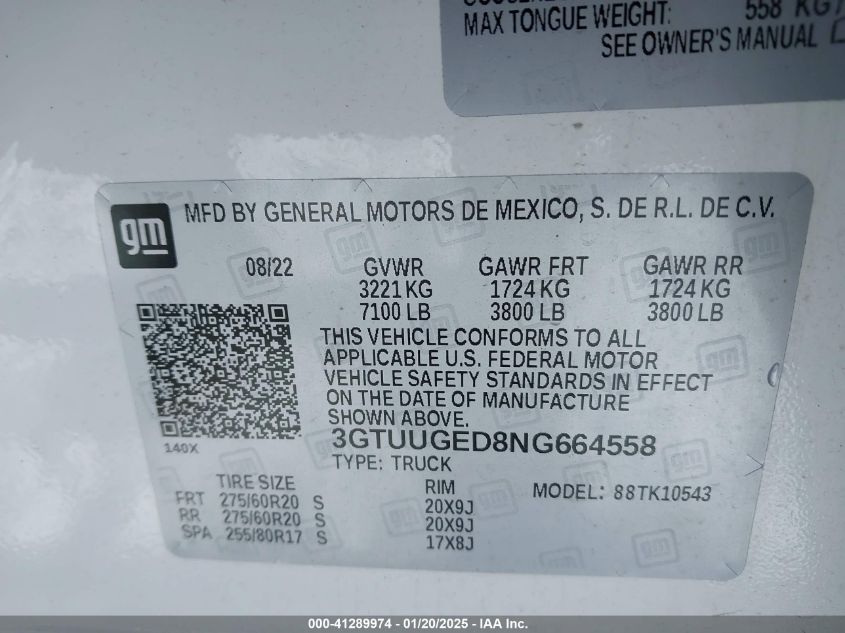 MAX TONGUE WEIGHT: 558 KG
SEE OWNER'S MANUAL
gm
MFD BY GENERAL MOTORS DE MEXICO, S. DE R.L. DE C.V.
08/22 GVWR GAWR FRT GAWR RR
3221 KG 1724 KG 1724 KG
7100 LB 3800 LB 3800 LB
THIS VEHICLE CONFORMS TO ALL
APPLICABLE U.S. FEDERAL MOTOR
VEHICLE SAFETY STANDARDS IN EFFECT
ON THE DATE OF MANUFACTURE
SHOWN ABOVE.
140X
3GTUUGED8NG664558
TYPE: TRUCK
TIRE SIZE RIM MODEL: 88TK10543
FRT 275/60R20 S 20X9J
RR 275/60R20 S 20X9J
SPA 255/80R17 S 17X8J
000-41289974 - 01/20/2025 - IAA Inc.